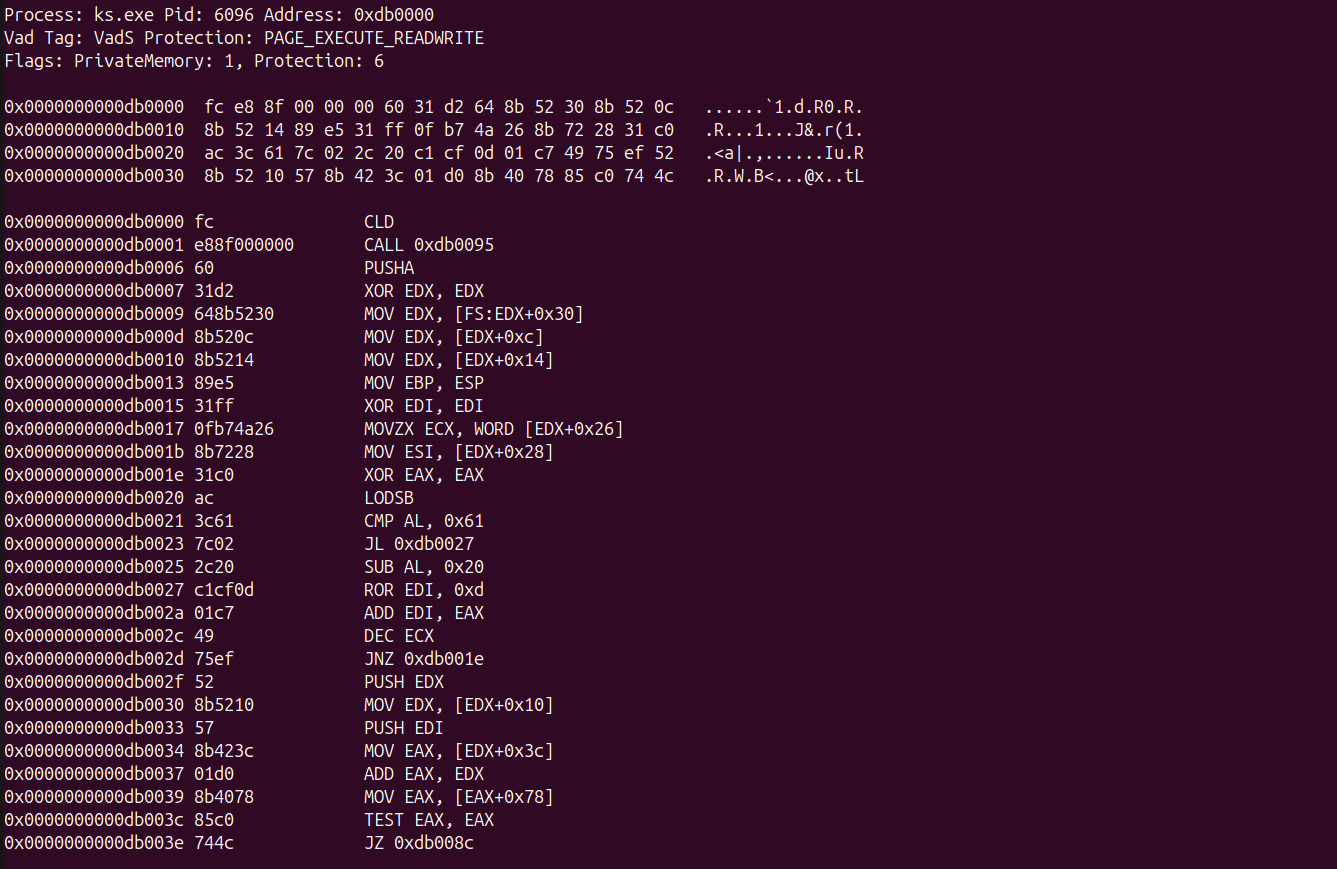 Process: ks.exe Pid: 6096 Address: 0xdb0000
Vad Tag: VadS Protection: PAGE_EXECUTE_READWRITE
Flags: PrivateMemory: 1, Protection: 6
0x0000000000db0000  fc e8 8f 00 00 00 60 31 d2 64 8b 52 30 8b 52 0c   ......`1.d.R0.R.
0x0000000000db0010  8b 52 14 89 e5 31 ff 0f b7 4a 26 8b 72 28 31 c0   .R...1...J&.r(1.
0x0000000000db0020  ac 3c 61 7c 02 2c 20 c1 cf 0d 01 c7 49 75 ef 52   .<a|.,......Iu.R
0x0000000000db0030  8b 52 10 57 8b 42 3c 01 d0 8b 40 78 85 c0 74 4c   .R.W.B<...@x..tL
0x0000000000db0000 fc               CLD
0x0000000000db0001 e88f000000       CALL 0xdb0095
0x0000000000db0006 60               PUSHA
0x0000000000db0007 31d2             XOR EDX, EDX
0x0000000000db0009 648b5230         MOV EDX, [FS:EDX+0x30]
0x0000000000db000d 8b520c           MOV EDX, [EDX+0xc]
0x0000000000db0010 8b5214           MOV EDX, [EDX+0x14]
0x0000000000db0013 89e5             MOV EBP, ESP
0x0000000000db0015 31ff             XOR EDI, EDI
0x0000000000db0017 0fb74a26         MOVZX ECX, WORD [EDX+0x26]
0x0000000000db001b 8b7228           MOV ESI, [EDX+0x28]
0x0000000000db001e 31c0             XOR EAX, EAX
0x0000000000db0020 ac               LODSB
0x0000000000db0021 3c61             CMP AL, 0x61
0x0000000000db0023 7c02             JL 0xdb0027
0x0000000000db0025 2c20             SUB AL, 0x20
0x0000000000db0027 c1cf0d           ROR EDI, 0xd
0x0000000000db002a 01c7             ADD EDI, EAX
0x0000000000db002c 49               DEC ECX
0x0000000000db002d 75ef             JNZ 0xdb001e
0x0000000000db002f 52               PUSH EDX
0x0000000000db0030 8b5210           MOV EDX, [EDX+0x10]
0x0000000000db0033 57               PUSH EDI
0x0000000000db0034 8b423c           MOV EAX, [EDX+0x3c]
0x0000000000db0037 01d0             ADD EAX, EDX
0x0000000000db0039 8b4078           MOV EAX, [EAX+0x78]
0x0000000000db003c 85c0             TEST EAX, EAX
0x0000000000db003e 744c             JZ 0xdb008c